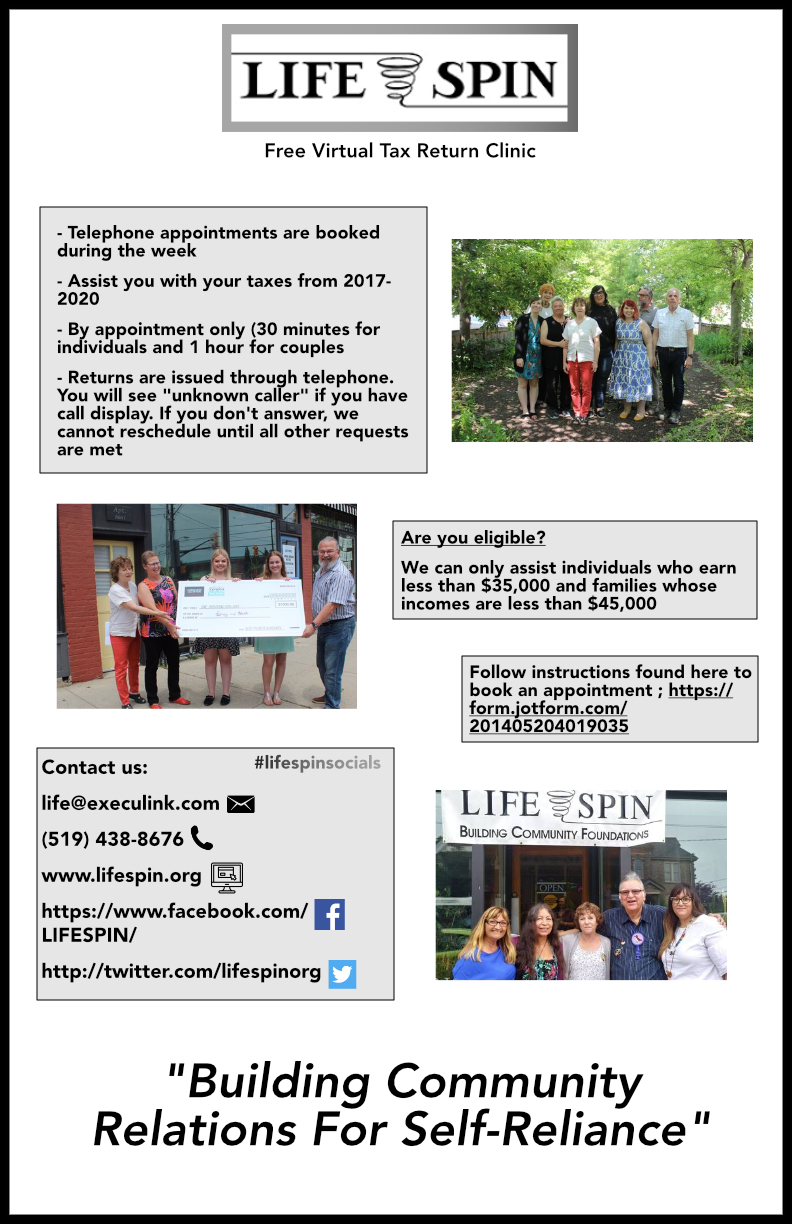 LIFE SPIN
Free Virtual Tax Return Clinic
- Telephone appointments are booked
during the week
- Assist you with your taxes from 2017-
2020
- By appointment only (30 minutes for
individuals and 1 hour for couples
- Returns are issued through telephone.
You will see "unknown caller" if you have
call display. If you don't answer, we
cannot reschedule until all other requests
are met
Are you eligible?
We can only assist individuals who earn
less than $35,000 and families whose
incomes are less than $45,000
Follow instructions found here to
book an appointment ; https://
form.jotform.com/
201405204019035
Contact us:
#lifespinsocials
life@execulink.com
(519) 438-8676
www.lifespin.org
https://www.facebook.com/
LIFESPIN/
http://twitter.com/lifespinorg
LIFE SPIN
BUILDING COMMUNITY FOUNDATIONS
OPEN
"Building Community
Relations For Self-Reliance"